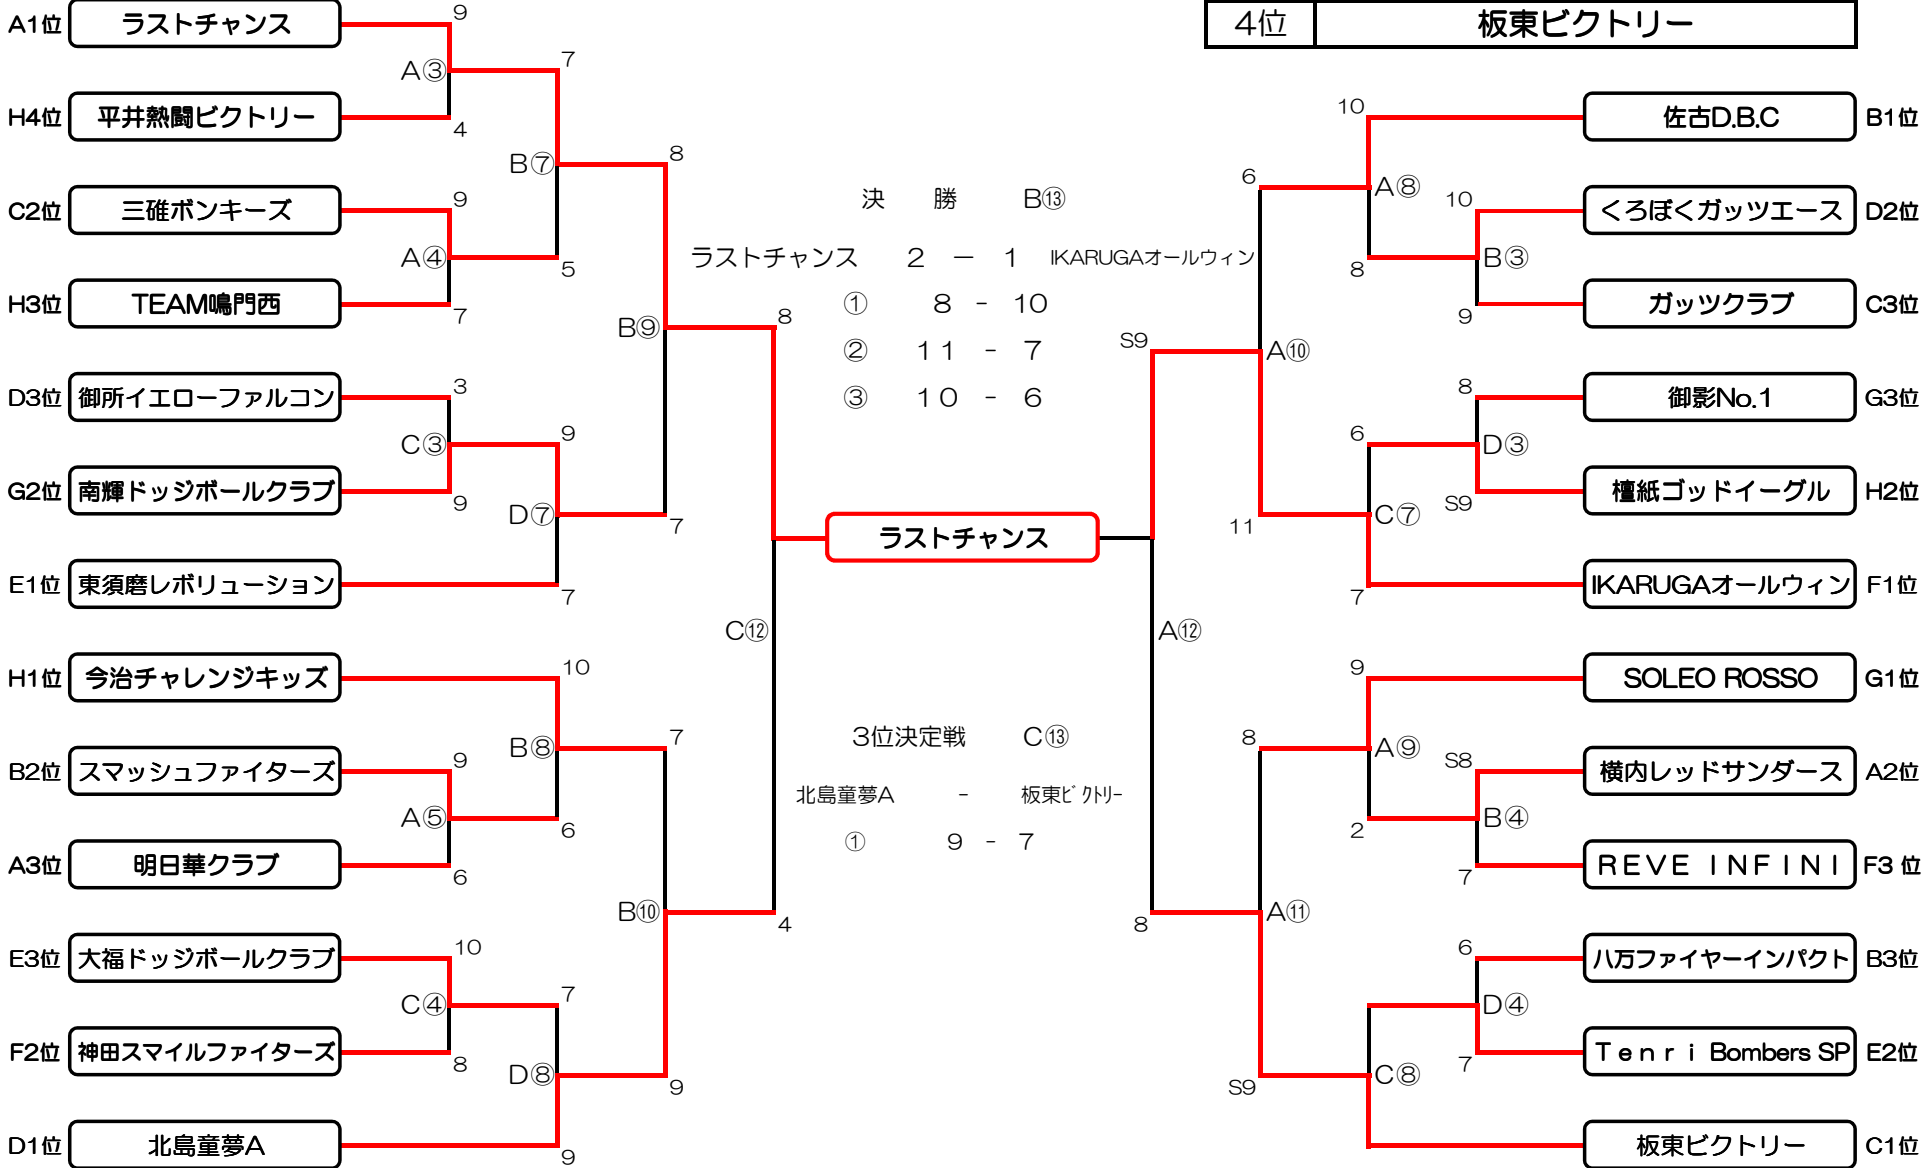 4位 板東ビクトリー
A1位 ラストチャンス 9
A③ 7
H4位 平井熱闘ビクトリー 4
B⑦ 8
C2位 三碓ボンキーズ 9
A④ 5
H3位 TEAM鳴門西 7
B⑨ 8
D3位 御所イエローファルコン 3
C③ 9
G2位 南輝ドッジボールクラブ 9
D⑦ 7
E1位 東須磨レボリューション 7
C⑫
H1位 今治チャレンジキッズ 10
B⑧ 7
B2位 スマッシュファイターズ 9
A⑤ 6
A3位 明日華クラブ 6
B⑩ 4
E3位 大福ドッジボールクラブ 10
C④ 7
F2位 神田スマイルファイターズ 8
D⑧ 9
D1位 北島童夢A 9
決 勝 B⑬
ラストチャンス 2 － 1 IKARUGAオールウィン
① 8 - 10
② 11 - 7
③ 10 - 6
ラストチャンス
3位決定戦 C⑬
北島童夢A - 板東ビクトリー
① 9 - 7
10 佐古D.B.C B1位
6 A⑧
10 くろぼくガッツエース D2位
8 B③
9 ガッツクラブ C3位
S9 A⑩
8 御影No.1 G3位
6 D③
S9 檀紙ゴッドイーグル H2位
11 C⑦
7 IKARUGAオールウィン F1位
A⑫
9 SOLEO ROSSO G1位
8 A⑨
S8 横内レッドサンダース A2位
2 B④
7 REVE INFINI F3 位
8 A⑪
6 八万ファイヤーインパクト B3位
D④
7 Tenri Bombers SP E2位
S9 C⑧
板東ビクトリー C1位